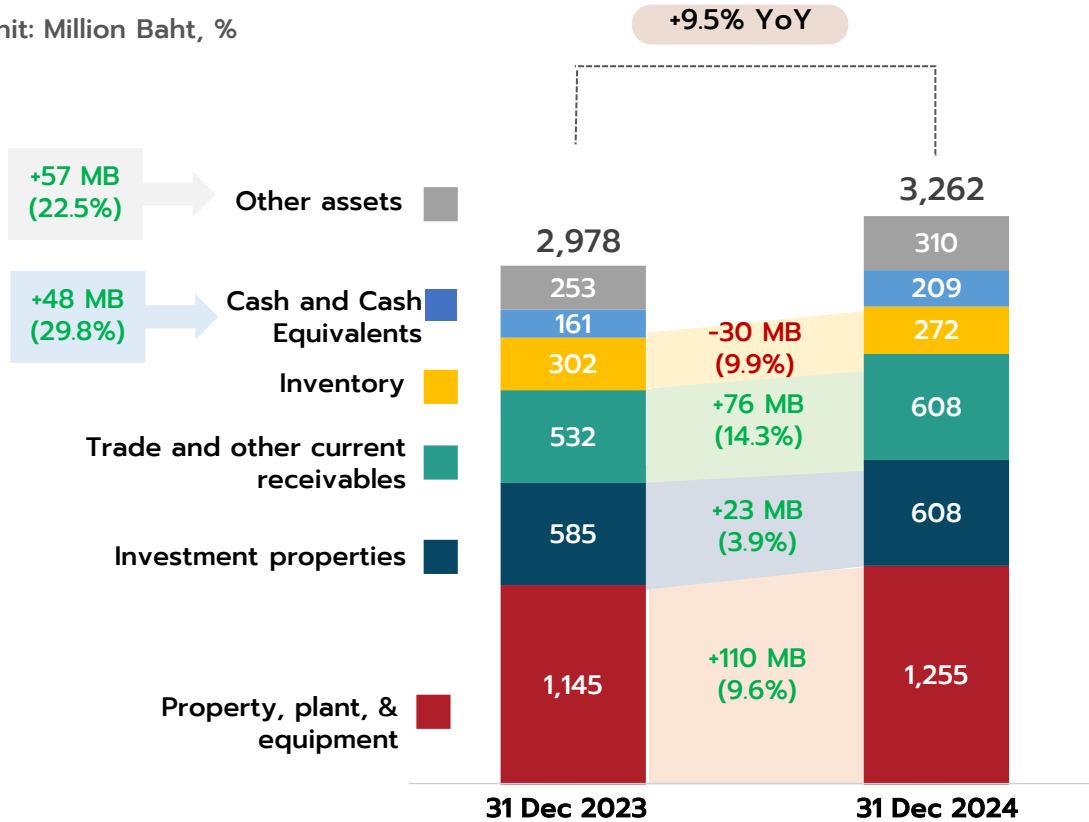 nit: Million Baht, %
+9.5% YoY
+57 MB
(22.5%)
Other assets
+48 MB
(29.8%)
Cash and Cash
Equivalents
Inventory
Trade and other current
receivables
Investment properties
Property, plant, &
equipment
2,978
253
161
302
532
585
1,145
-30 MB
(9.9%)
+76 MB
(14.3%)
+23 MB
(3.9%)
+110 MB
(9.6%)
3,262
310
209
272
608
608
1,255
31 Dec 2023
31 Dec 2024